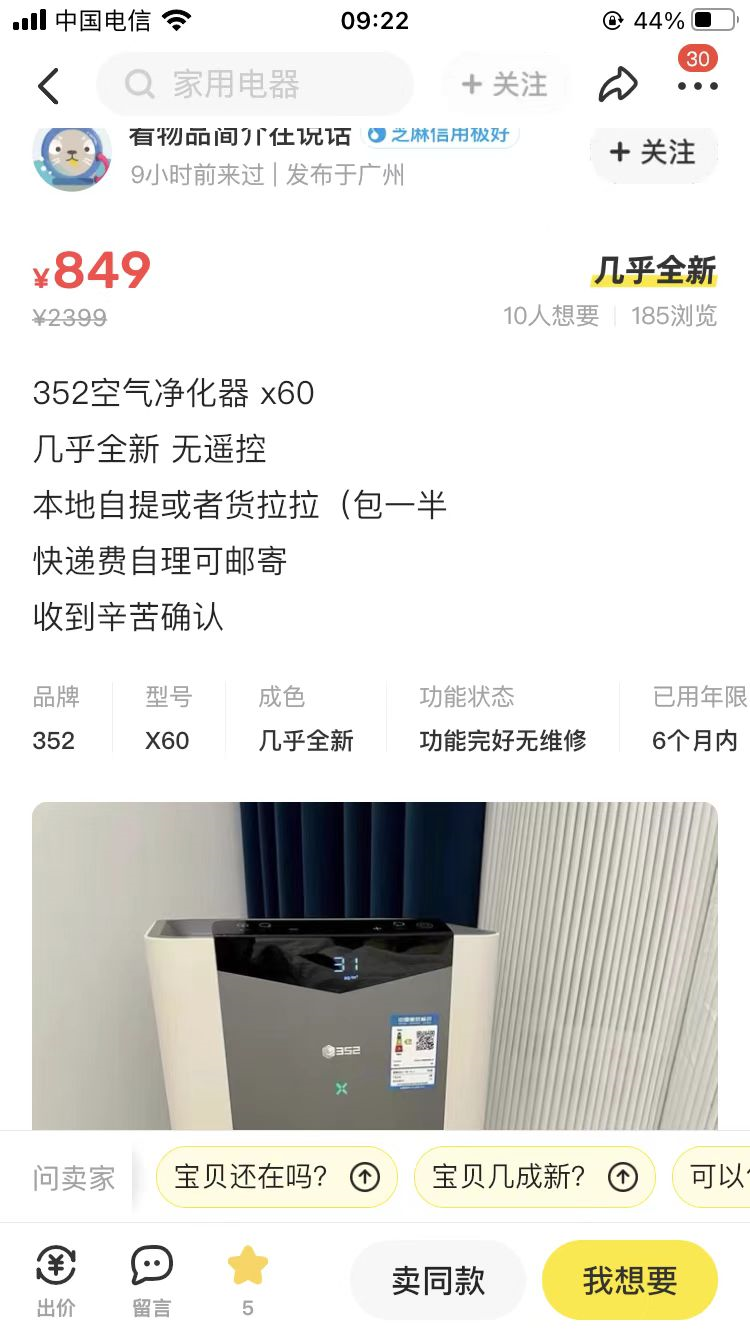 中国电信
09:22
44%
家用电器
+ 关注
30
看物品简介在说话
芝麻信用极好
9小时前来过 | 发布于广州
+ 关注
¥849
几乎全新
¥2399
10人想要 | 185浏览
352空气净化器 x60
几乎全新 无遥控
本地自提或者货拉拉（包一半
快递费自理可邮寄
收到辛苦确认
品牌 型号 成色 功能状态 已用年限
352 X60 几乎全新 功能完好无维修 6个月内
31
352
问卖家
宝贝还在吗?
宝贝几成新?
可以
出价
留言
5
卖同款
我想要